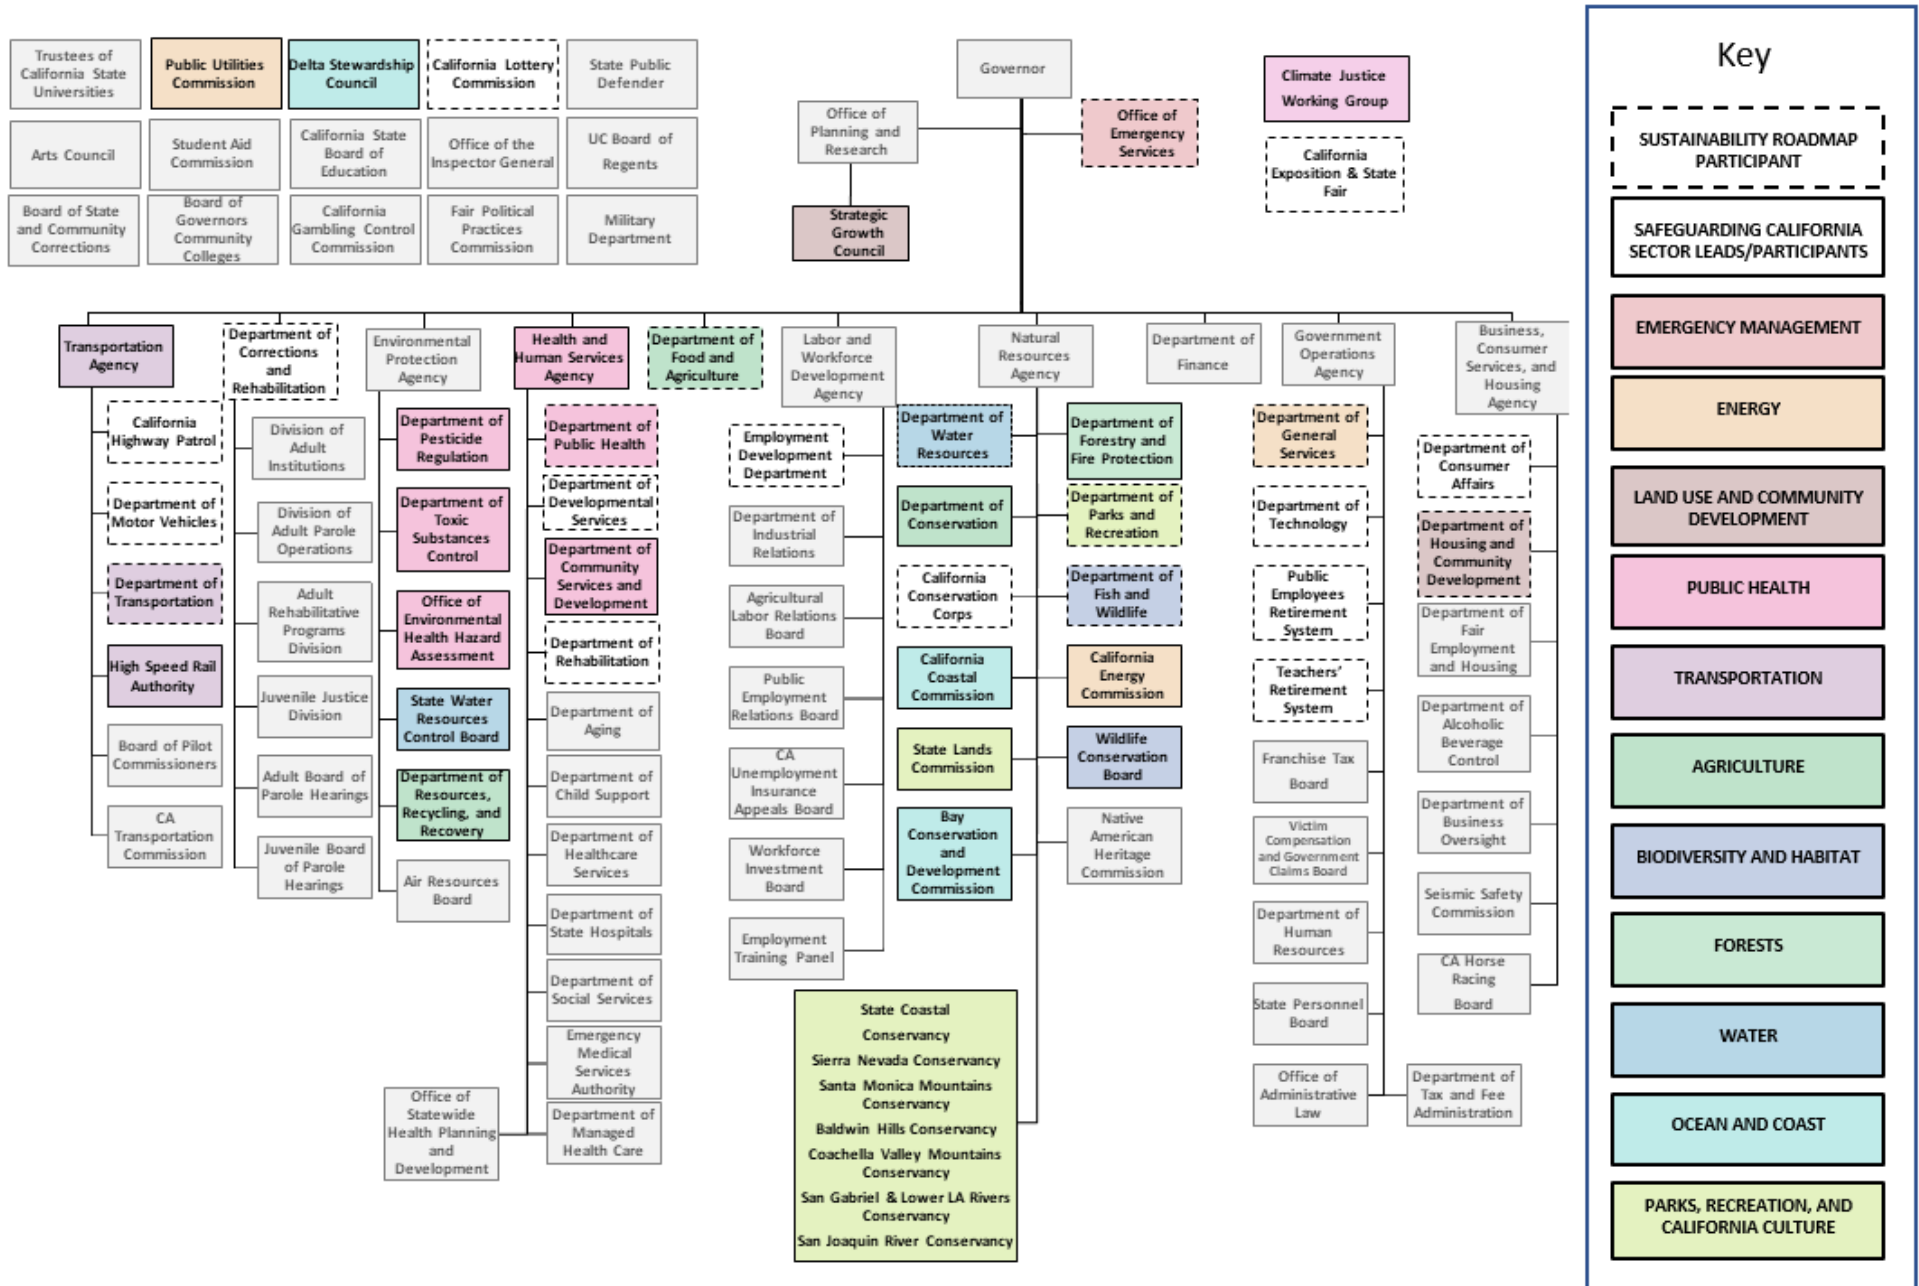 Trustees of
California State
Universities
Public Utilities
Commission
Delta Stewardship
Council
California Lottery
Commission
State Public
Defender
Arts Council
Student Aid
Commission
California State
Board of
Education
Office of the
Inspector General
UC Board of
Regents
Board of State
and Community
Corrections
Board of
Governors
Community
Colleges
California
Gambling Control
Commission
Fair Political
Practices
Commission
Military
Department
Governor
Office of
Planning and
Research
Office of
Emergency
Services
Strategic
Growth
Council
Climate Justice
Working Group
California
Exposition & State
Fair
Transportation
Agency
California
Highway Patrol
Department of
Motor Vehicles
Department of
Transportation
High Speed Rail
Authority
Board of Pilot
Commissioners
CA
Transportation
Commission
Department of
Corrections
and
Rehabilitation
Division of
Adult
Institutions
Division of
Adult Parole
Operations
Adult
Rehabilitative
Programs
Division
Juvenile Justice
Division
Adult Board of
Parole Hearings
Juvenile Board
of Parole
Hearings
Environmental
Protection
Agency
Department of
Pesticide
Regulation
Department of
Toxic
Substances
Control
Office of
Environmental
Health Hazard
Assessment
State Water
Resources
Control Board
Department of
Resources,
Recycling, and
Recovery
Air Resources
Board
Health and
Human Services
Agency
Department of
Public Health
Department of
Developmental
Services
Department of
Community
Services and
Development
Department of
Rehabilitation
Department of
Aging
Department of
Child Support
Department of
Healthcare
Services
Department of
State Hospitals
Department of
Social Services
Emergency
Medical
Services
Authority
Office of
Statewide
Health Planning
and
Development
Department of
Managed
Health Care
Department of
Food and
Agriculture
Labor and
Workforce
Development
Agency
Employment
Development
Department
Department of
Industrial
Relations
Agricultural
Labor Relations
Board
Public
Employment
Relations Board
CA
Unemployment
Insurance
Appeals Board
Workforce
Investment
Board
Employment
Training Panel
Natural
Resources
Agency
Department of
Water
Resources
Department of
Forestry and
Fire Protection
Department of
Conservation
Department of
Parks and
Recreation
California
Conservation
Corps
Department of
Fish and
Wildlife
California
Coastal
Commission
California
Energy
Commission
State Lands
Commission
Wildlife
Conservation
Board
Bay
Conservation
and
Development
Commission
Native
American
Heritage
Commission
State Coastal
Conservancy
Sierra Nevada Conservancy
Santa Monica Mountains
Conservancy
Baldwin Hills Conservancy
Coachella Valley Mountains
Conservancy
San Gabriel & Lower LA Rivers
Conservancy
San Joaquin River Conservancy
Department of
Finance
Government
Operations
Agency
Department of
General
Services
Department of
Technology
Public
Employees
Retirement
System
Teachers’
Retirement
System
Franchise Tax
Board
Victim
Compensation
and Government
Claims Board
Department of
Human
Resources
State Personnel
Board
Office of
Administrative
Law
Department of
Tax and Fee
Administration
Business,
Consumer
Services, and
Housing
Agency
Department of
Consumer
Affairs
Department of
Housing and
Community
Development
Department of
Fair
Employment
and Housing
Department of
Alcoholic
Beverage
Control
Department of
Business
Oversight
Seismic Safety
Commission
CA Horse
Racing
Board
Key
SUSTAINABILITY ROADMAP
PARTICIPANT
SAFEGUARDING CALIFORNIA
SECTOR LEADS/PARTICIPANTS
EMERGENCY MANAGEMENT
ENERGY
LAND USE AND COMMUNITY
DEVELOPMENT
PUBLIC HEALTH
TRANSPORTATION
AGRICULTURE
BIODIVERSITY AND HABITAT
FORESTS
WATER
OCEAN AND COAST
PARKS, RECREATION, AND
CALIFORNIA CULTURE